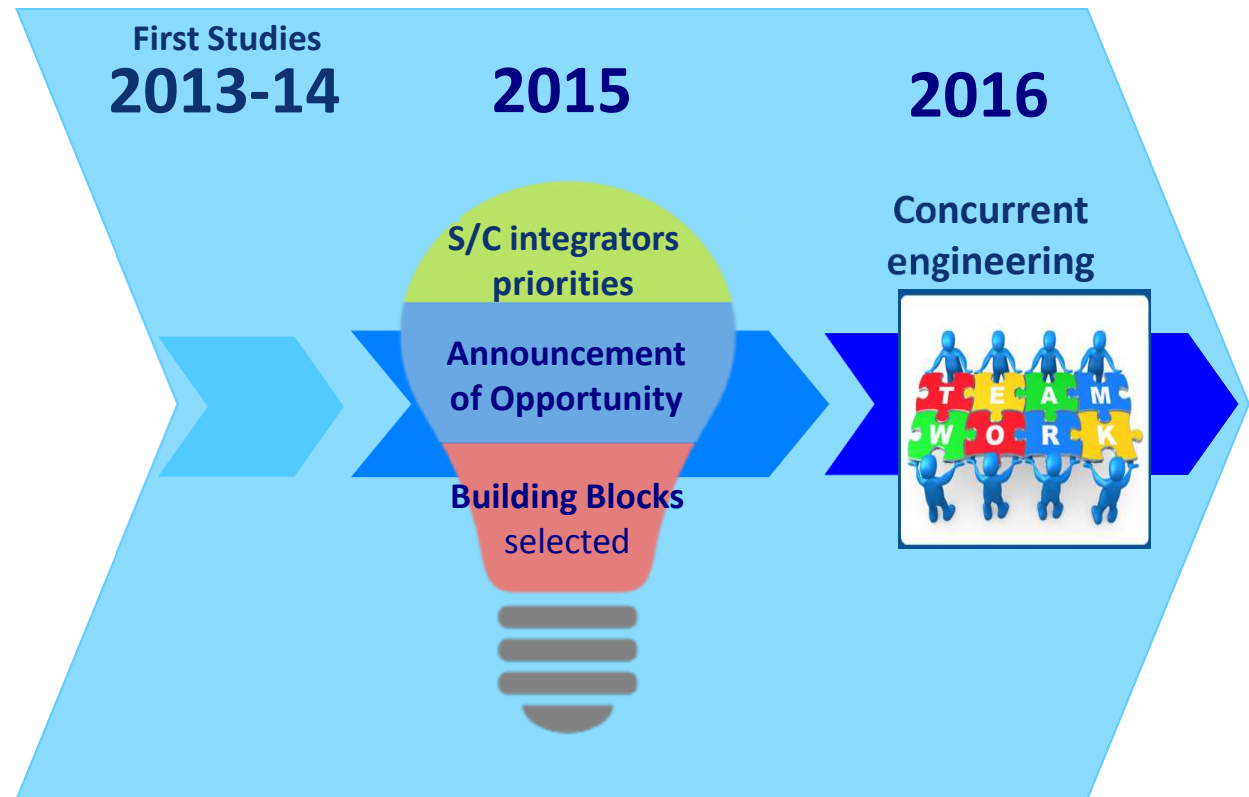 First Studies
2013-14
2015
2016
S/C integrators
priorities
Announcement
of Opportunity
Building Blocks
selected
Concurrent
engineering
T E A M
W O R K